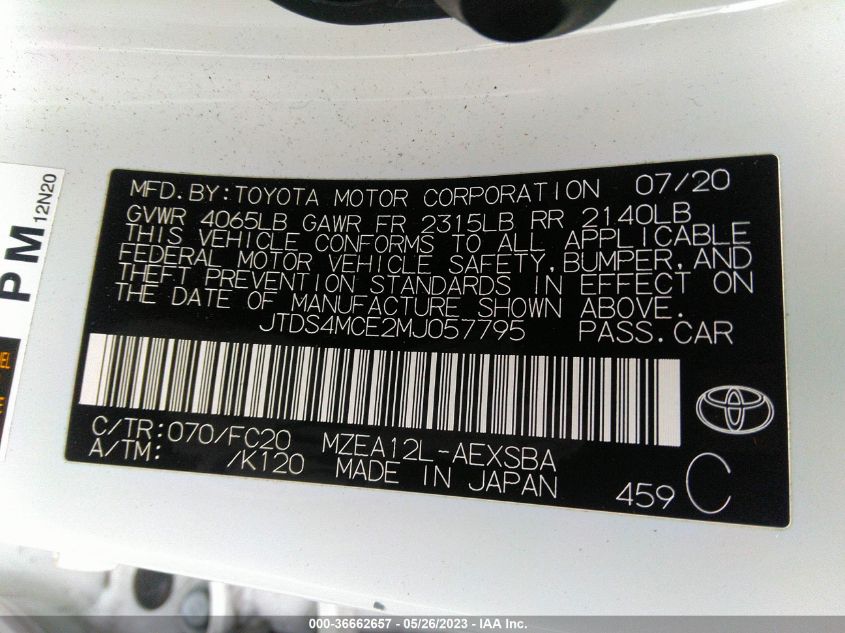 MFD.BY:TOYOTA MOTOR CORPORATION 07/20
GVWR 4065LB GAWR FR 2315LB RR 2140LB
THIS VEHICLE CONFORMS TO ALL APPLICABLE
FEDERAL MOTOR VEHICLE SAFETY,BUMPER,AND
THEFT PREVENTION STANDARDS IN EFFECT ON
THE DATE OF MANUFACTURE SHOWN ABOVE.
JTDS4MCE2MJ057795 PASS.CAR
C/TR:070/FC20 MZEA12L-AEXSBA
A/TM: /K120 MADE IN JAPAN
459 C
PM
12N20
000-36662657 - 05/26/2023 - IAA Inc.